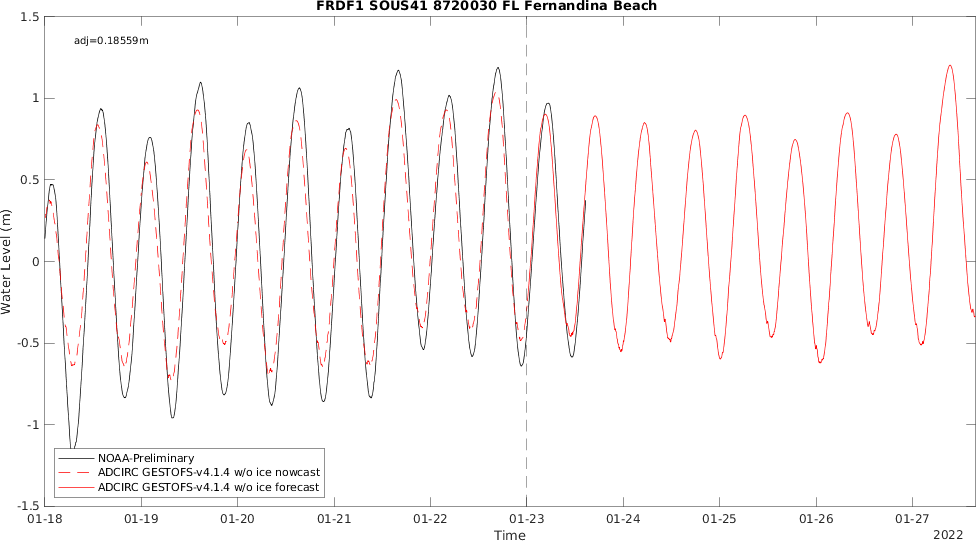 FRDF1 SOUS41 8720030 FL Fernandina Beach
1.5
adj=0.18559m
1
0.5
0
-0.5
-1
-1.5
Water Level (m)
NOAA-Preliminary
ADCIRC GESTOFS-v4.1.4 w/o ice nowcast
ADCIRC GESTOFS-v4.1.4 w/o ice forecast
01-18 01-19 01-20 01-21 01-22 01-23 01-24 01-25 01-26 01-27
Time
2022